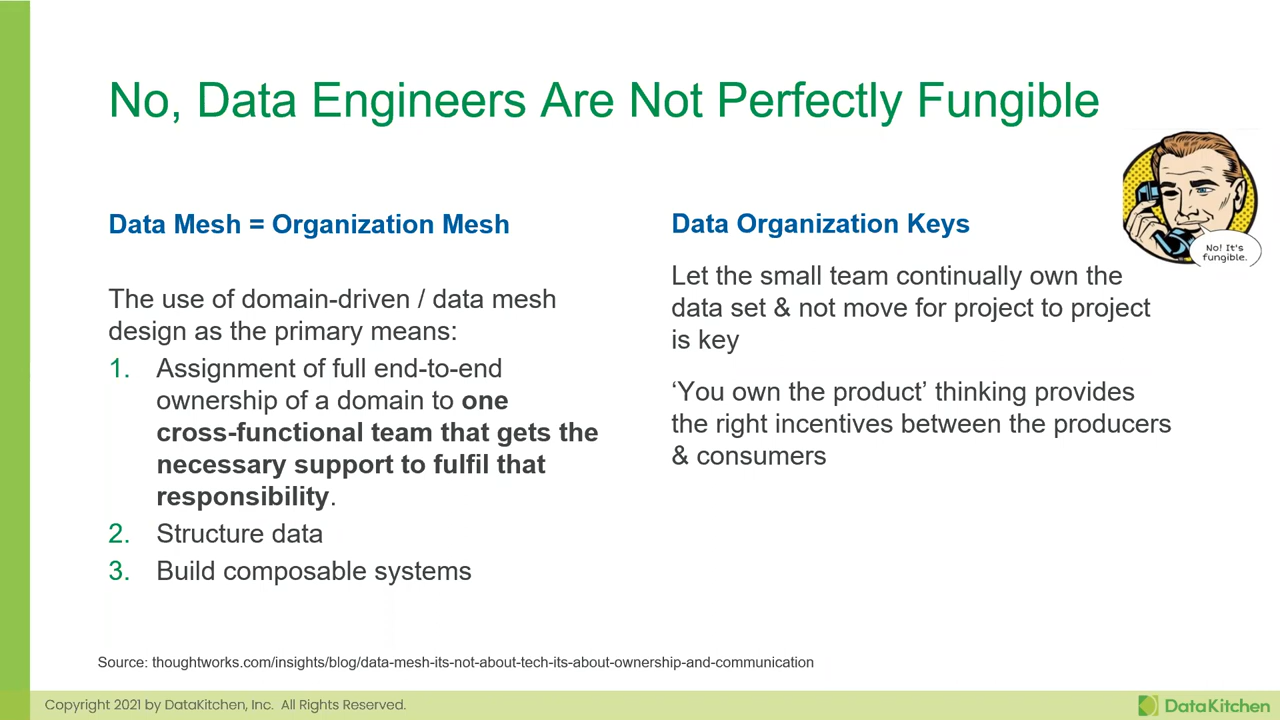 No, Data Engineers Are Not Perfectly Fungible
Data Mesh = Organization Mesh
The use of domain-driven / data mesh
design as the primary means:
1. Assignment of full end-to-end
ownership of a domain to one
cross-functional team that gets the
necessary support to fulfil that
responsibility.
2. Structure data
3. Build composable systems
Data Organization Keys
Let the small team continually own the
data set & not move for project to project
is key
‘You own the product’ thinking provides
the right incentives between the producers
& consumers
No! It's
fungible.
Source: thoughtworks.com/insights/blog/data-mesh-its-not-about-tech-its-about-ownership-and-communication
Copyright 2021 by DataKitchen, Inc. All Rights Reserved.
DataKitchen